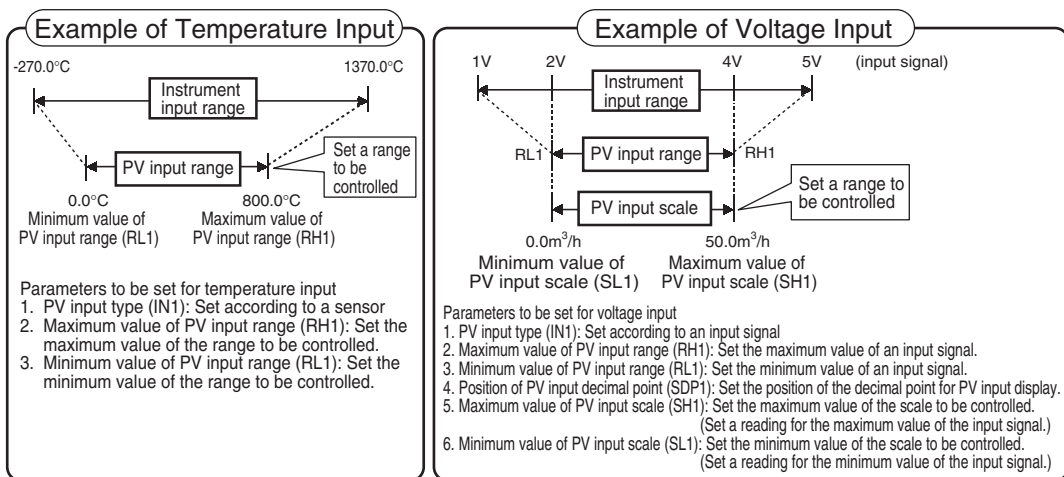 Example of Temperature Input
-270.0°C
1370.0°C
Instrument
input range
PV input range
Set a range
to be
controlled
0.0°C
Minimum value of
PV input range (RL1)
800.0°C
Maximum value of
PV input range (RH1)
Parameters to be set for temperature input
1. PV input type (IN1): Set according to a sensor
2. Maximum value of PV input range (RH1): Set the
maximum value of the range to be controlled.
3. Minimum value of PV input range (RL1): Set the
minimum value of the range to be controlled.
Example of Voltage Input
1V
2V
4V
5V
(input signal)
Instrument
input range
RL1
PV input range
RH1
PV input scale
Set a range to
be controlled
0.0m³/h
Minimum value of
PV input scale (SL1)
50.0m³/h
Maximum value of
PV input scale (SH1)
Parameters to be set for voltage input
1. PV input type (IN1): Set according to an input signal
2. Maximum value of PV input range (RH1): Set the maximum value of an input signal.
3. Minimum value of PV input range (RL1): Set the minimum value of an input signal.
4. Position of PV input decimal point (SDP1): Set the position of the decimal point for PV input display.
5. Maximum value of PV input scale (SH1): Set the maximum value of the scale to be controlled.
(Set a reading for the maximum value of the input signal.)
6. Minimum value of PV input scale (SL1): Set the minimum value of the scale to be controlled.
(Set a reading for the minimum value of the input signal.)